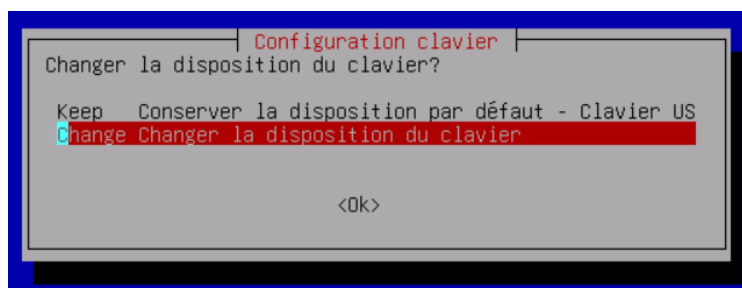 Configuration clavier
Changer la disposition du clavier?
Keep Conserver la disposition par défaut - Clavier US
Change Changer la disposition du clavier
<Ok>